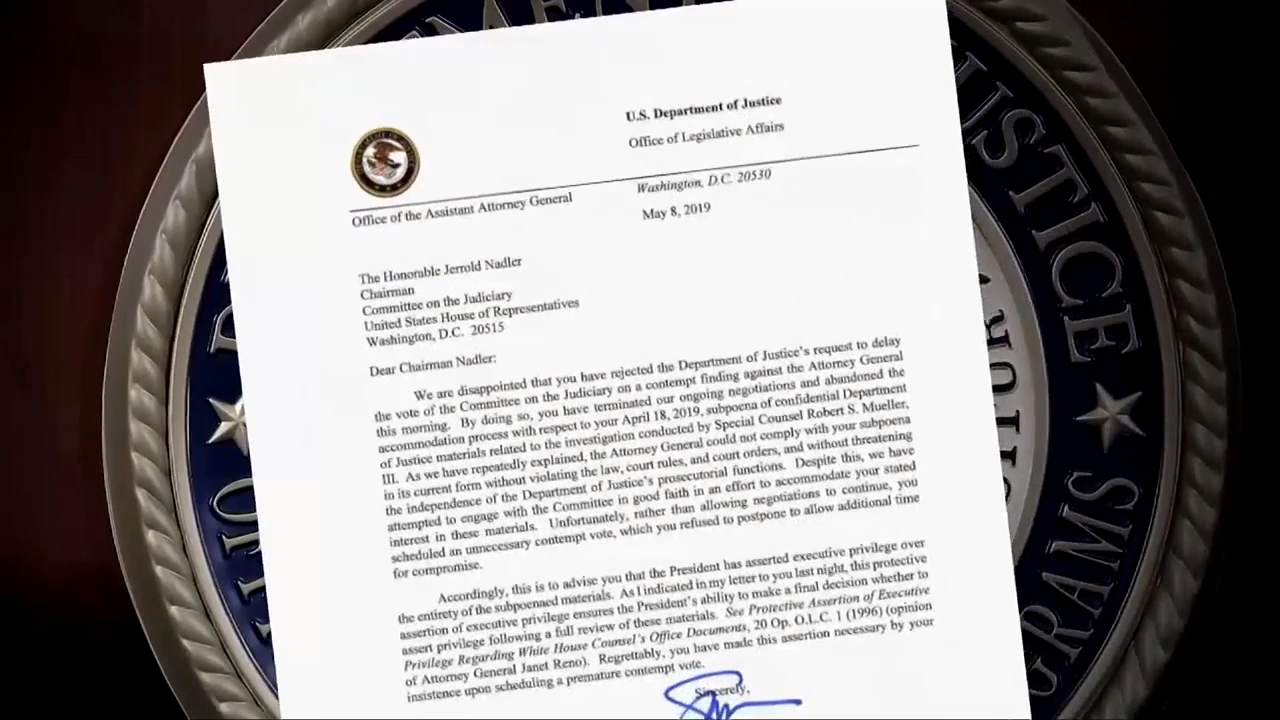 U.S. Department of Justice
Office of Legislative Affairs
Office of the Assistant Attorney General
Washington, D.C. 20530
May 8, 2019
The Honorable Jerrold Nadler
Chairman
Committee on the Judiciary
United States House of Representatives
Washington, D.C. 20515
Dear Chairman Nadler:
We are disappointed that you have rejected the Department of Justice's request to delay
the vote of the Committee on the Judiciary on a contempt finding against the Attorney General
this morning. By doing so, you have terminated our ongoing negotiations and abandoned the
accommodation process with respect to your April 18, 2019, subpoena of confidential Department
of Justice materials related to the investigation conducted by Special Counsel Robert S. Mueller,
III. As we have repeatedly explained, the Attorney General could not comply with your subpoena
in its current form without violating the law, court rules, and court orders, and without threatening
the independence of the Department of Justice's prosecutorial functions. Despite this, we have
attempted to engage with the Committee in good faith in an effort to accommodate your stated
interest in these materials. Unfortunately, rather than allowing negotiations to continue, you
scheduled an unnecessary contempt vote, which you refused to postpone to allow additional time
for compromise.
Accordingly, this is to advise you that the President has asserted executive privilege over
the entirety of the subpoenaed materials. As I indicated in my letter to you last night, this protective
assertion of executive privilege ensures the President's ability to make a final decision whether to
assert privilege following a full review of these materials. See Protective Assertion of Executive
Privilege Regarding White House Counsel's Office Documents, 20 Op. O.L.C. 1 (1996) (opinion
of Attorney General Janet Reno). Regrettably, you have made this assertion necessary by your
insistence upon scheduling a premature contempt vote.
Sincerely,
JUSTICE